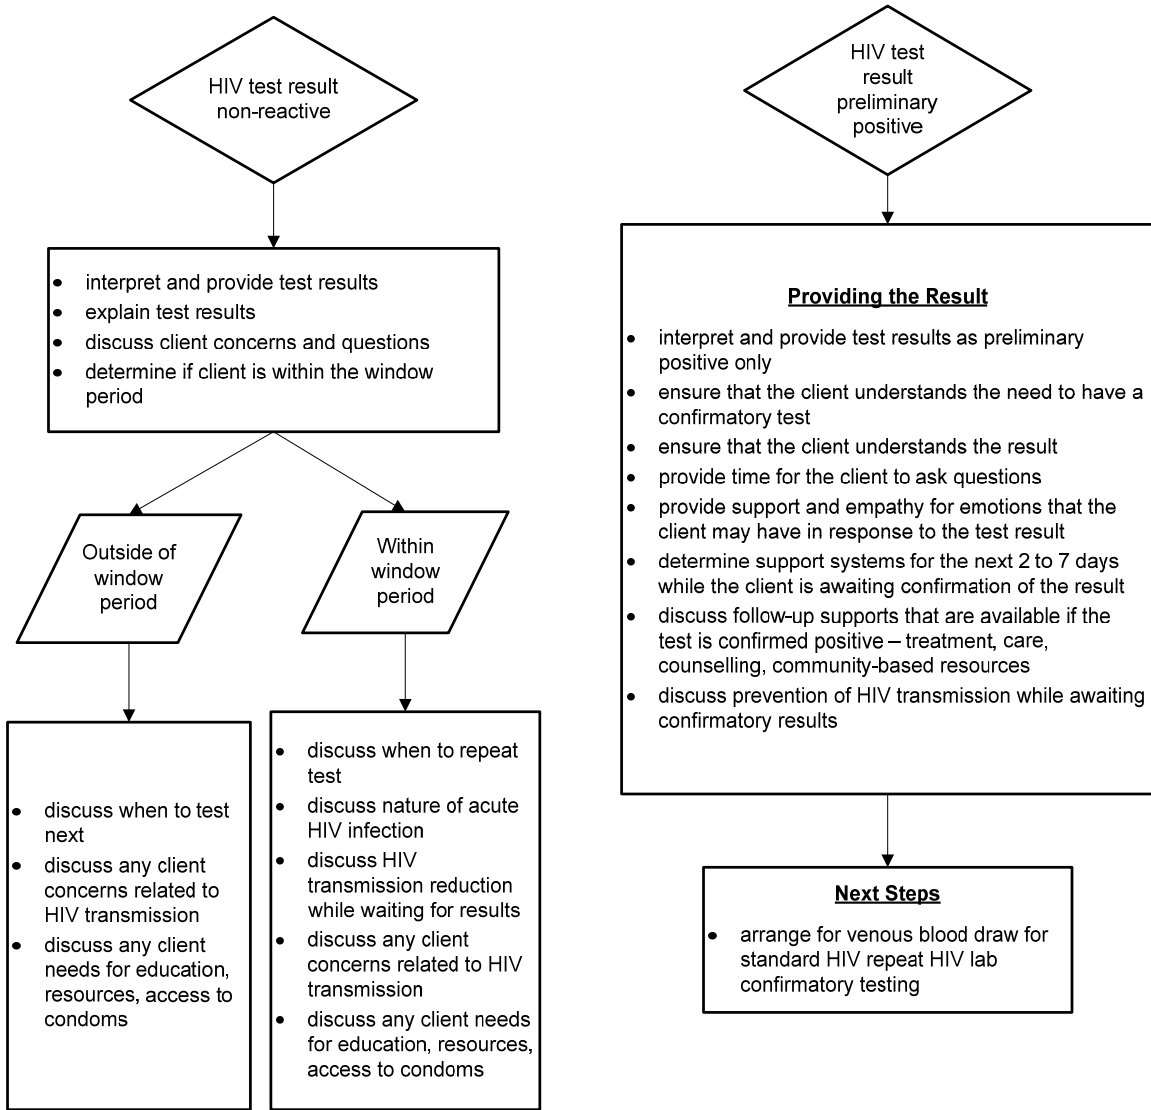 HIV test result
non-reactive
interpret and provide test results
explain test results
discuss client concerns and questions
determine if client is within the window
period
Outside of
window
period
Within
window
period
discuss when to test
next
discuss any client
concerns related to
HIV transmission
discuss any client
needs for education,
resources, access to
condoms
discuss when to repeat
test
discuss nature of acute
HIV infection
discuss HIV
transmission reduction
while waiting for results
discuss any client
concerns related to HIV
transmission
discuss any client needs
for education, resources,
access to condoms
HIV test
result
preliminary
positive
Providing the Result
interpret and provide test results as preliminary
positive only
ensure that the client understands the need to have a
confirmatory test
ensure that the client understands the result
provide time for the client to ask questions
provide support and empathy for emotions that the
client may have in response to the test result
determine support systems for the next 2 to 7 days
while the client is awaiting confirmation of the result
discuss follow-up supports that are available if the
test is confirmed positive – treatment, care,
counselling, community-based resources
discuss prevention of HIV transmission while awaiting
confirmatory results
Next Steps
arrange for venous blood draw for
standard HIV repeat HIV lab
confirmatory testing